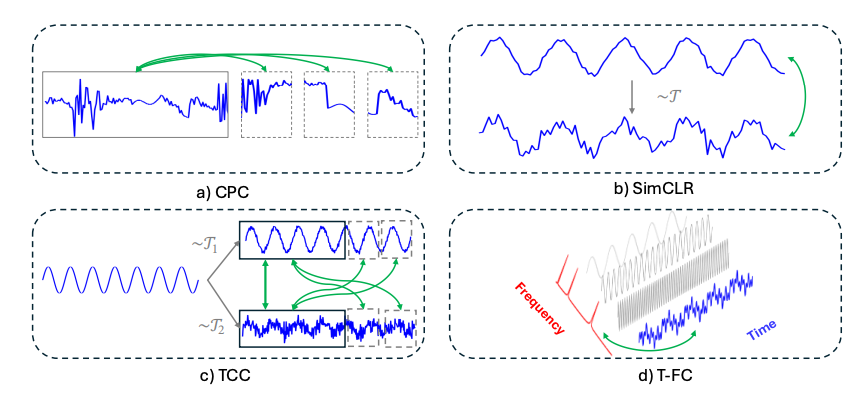 ~𝒯
a) CPC
b) SimCLR
~𝒯₁
~𝒯₂
Frequency
Time
c) TCC
d) T-FC